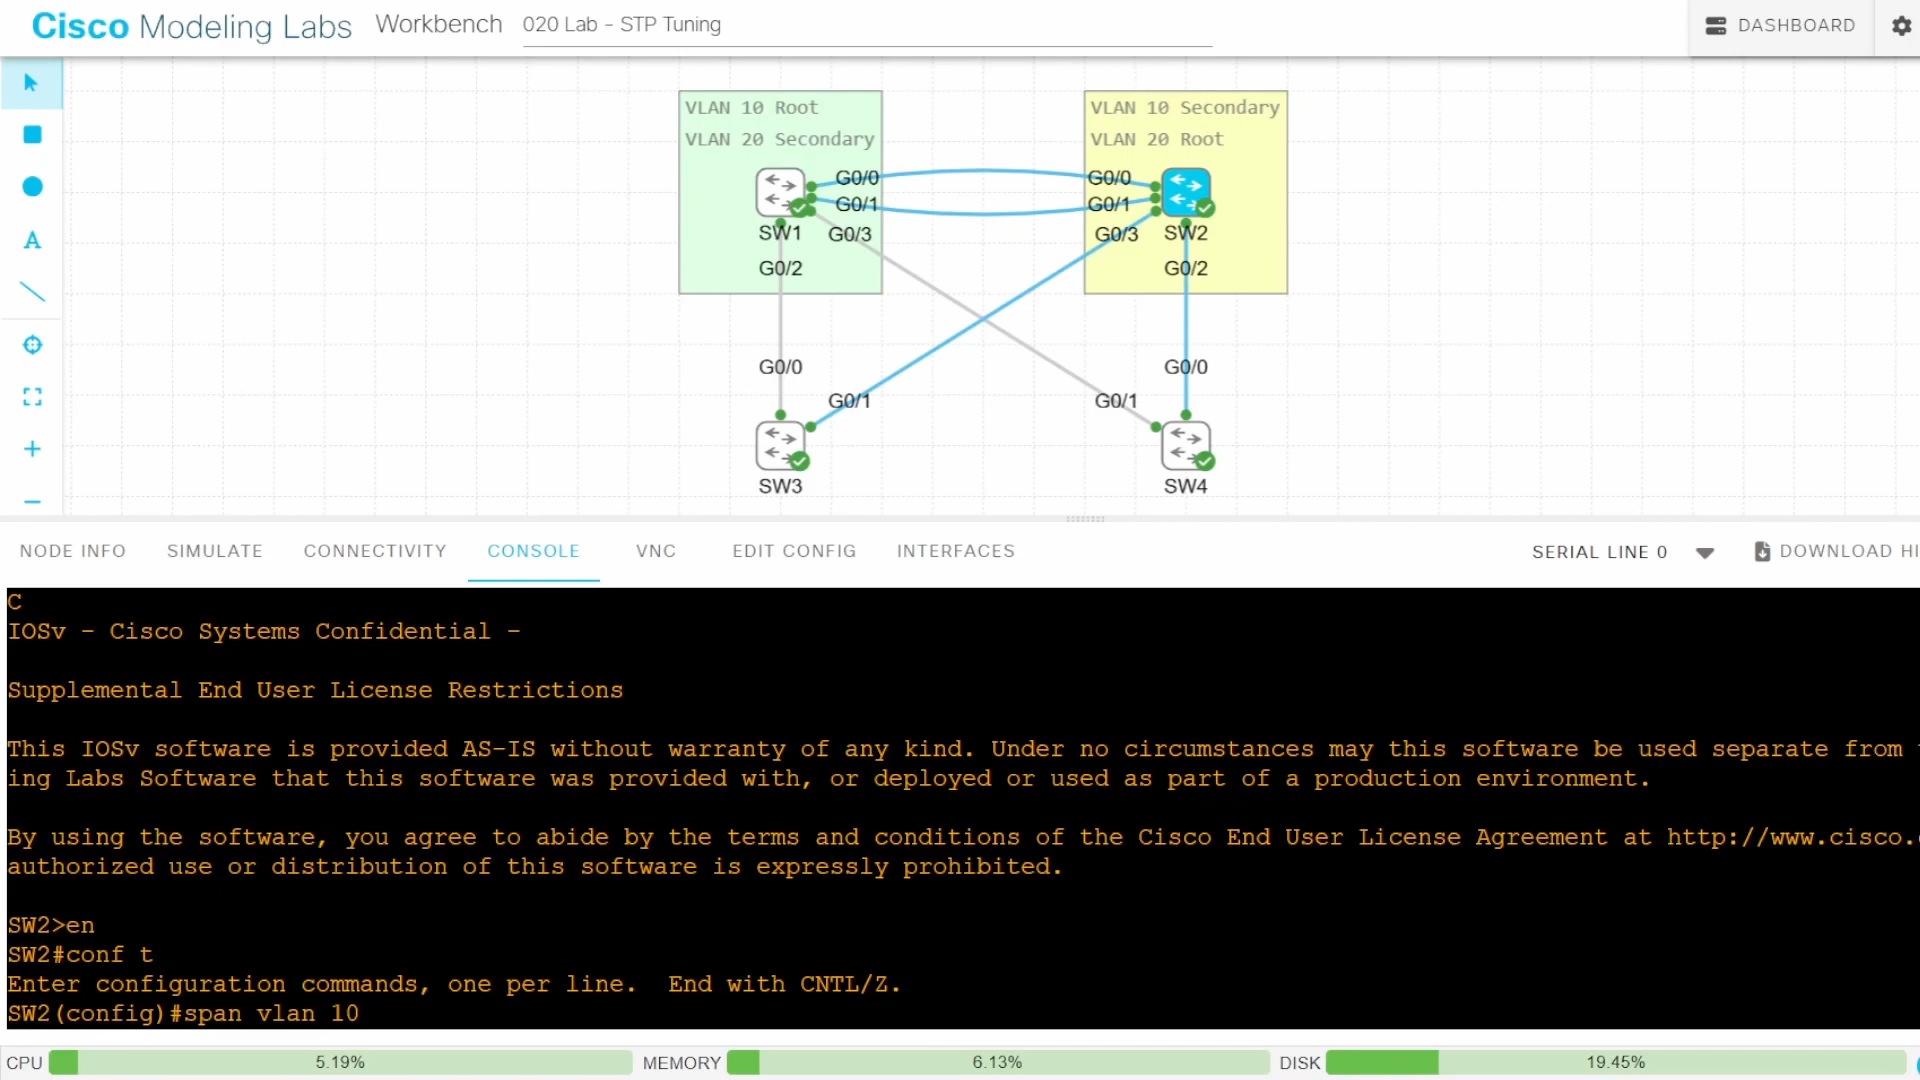 Cisco Modeling Labs Workbench 020 Lab - STP Tuning DASHBOARD
VLAN 10 Root
VLAN 20 Secondary
VLAN 10 Secondary
VLAN 20 Root
G0/0 G0/0
G0/1 G0/1
SW1 G0/3 G0/3 SW2
G0/2 G0/2
G0/0 G0/0
G0/1 G0/1
SW3 SW4
NODE INFO SIMULATE CONNECTIVITY CONSOLE VNC EDIT CONFIG INTERFACES SERIAL LINE 0 DOWNLOAD HI
C
IOSv - Cisco Systems Confidential -
Supplemental End User License Restrictions
This IOSv software is provided AS-IS without warranty of any kind. Under no circumstances may this software be used separate from
ing Labs Software that this software was provided with, or deployed or used as part of a production environment.
By using the software, you agree to abide by the terms and conditions of the Cisco End User License Agreement at http://www.cisco.
authorized use or distribution of this software is expressly prohibited.
SW2>en
SW2#conf t
Enter configuration commands, one per line.  End with CNTL/Z.
SW2(config)#span vlan 10
CPU 5.19% MEMORY 6.13% DISK 19.45%